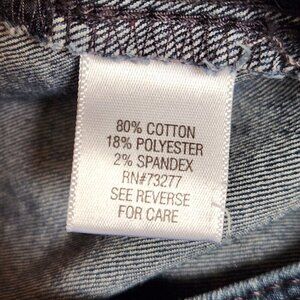 80% COTTON
18% POLYESTER
2% SPANDEX
RN#73277
SEE REVERSE
FOR CARE